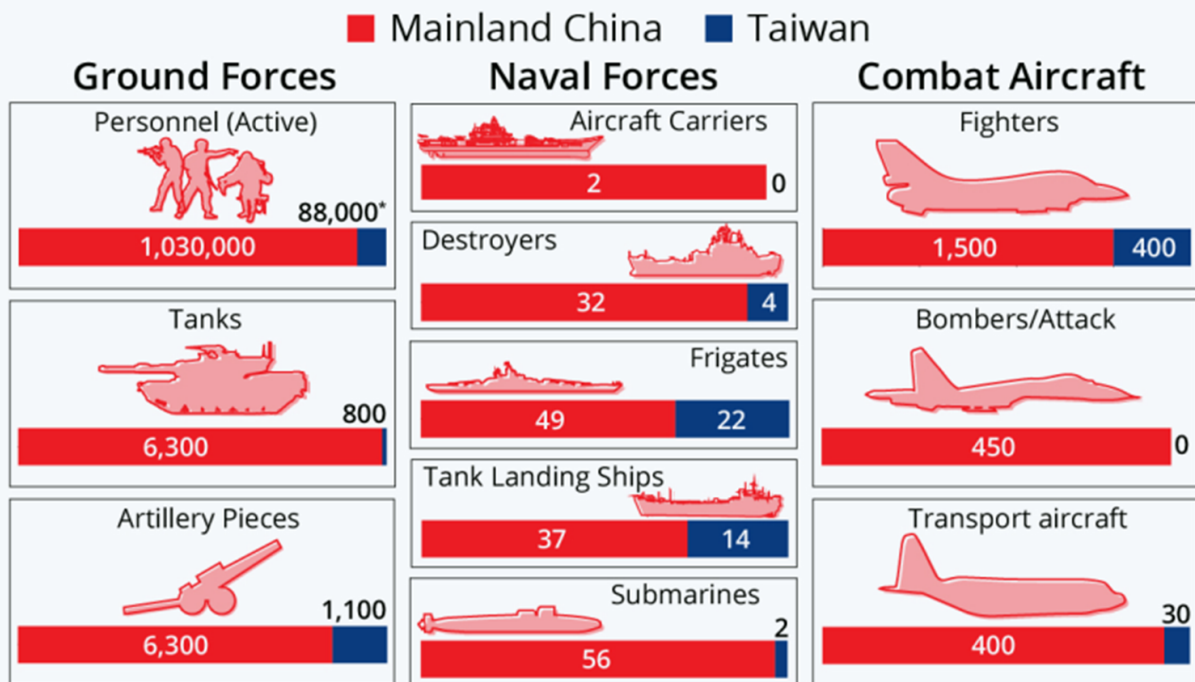 Mainland China Taiwan
Ground Forces
Personnel (Active)
88,000*
1,030,000
Tanks
800
6,300
Artillery Pieces
1,100
6,300
Naval Forces
Aircraft Carriers
2 0
Destroyers
32 4
Frigates
49 22
Tank Landing Ships
37 14
Submarines
2
56
Combat Aircraft
Fighters
1,500 400
Bombers/Attack
450 0
Transport aircraft
30
400